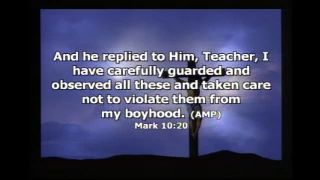 And he replied to Him, Teacher, I
have carefully guarded and
observed all these and taken care
not to violate them from
my boyhood. (AMP)
Mark 10:20